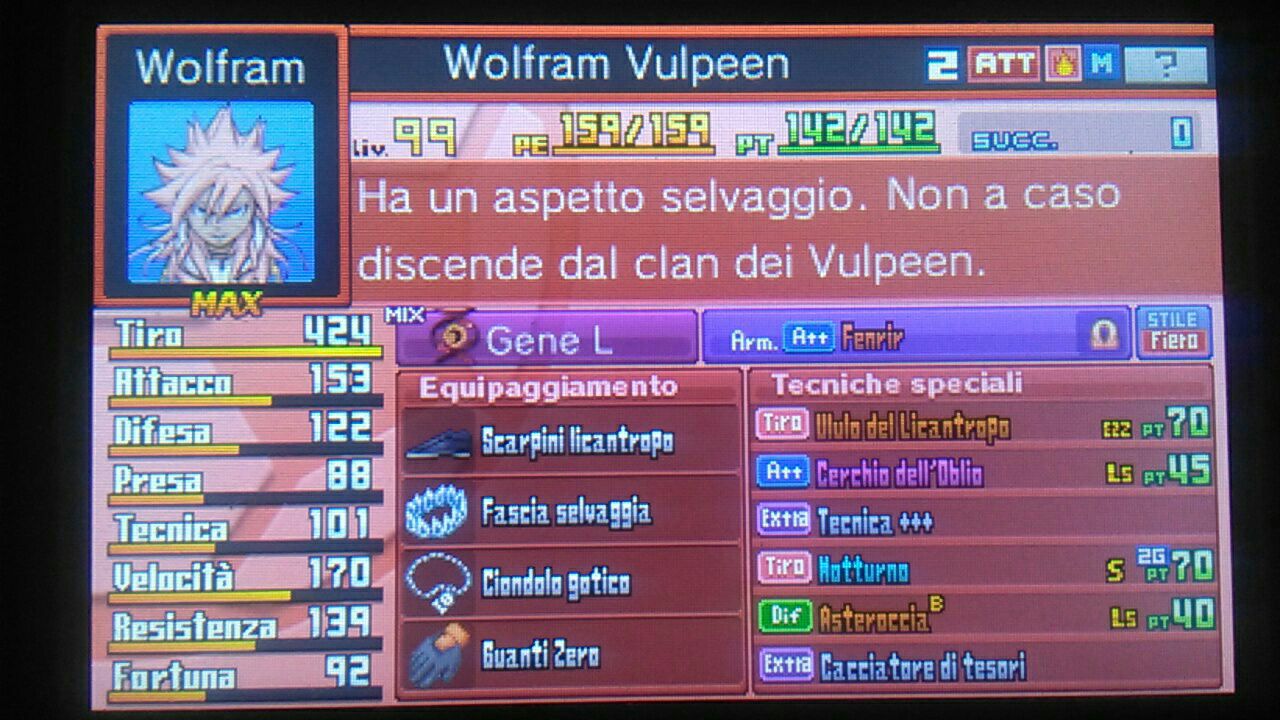 Wolfram
Wolfram Vulpeen
2 ATT M ?
Liv. 99 PE 159/159 PT 142/142 SUCC. 0
Ha un aspetto selvaggio. Non a caso
discende dal clan dei Vulpeen.
MAX
Tiro 424
Attacco 153
Difesa 122
Presa 88
Tecnica 101
Velocità 170
Resistenza 139
Fortuna 92
MIX Gene L
Arm. A++ Fenrir Ω
STILE
Fiero
Equipaggiamento
Scarpini licantropo
Fascia selvaggia
Ciondolo gotico
Guanti Zero
Tecniche speciali
Tiro Ululo del Licantropo EZZ PT 70
A++ Cerchio dell'Oblio LS PT 45
Extra Tecnica +++
Tiro Notturno S 2G PT 70
Dif Asteroccia B LS PT 40
Extra Cacciatore di tesori